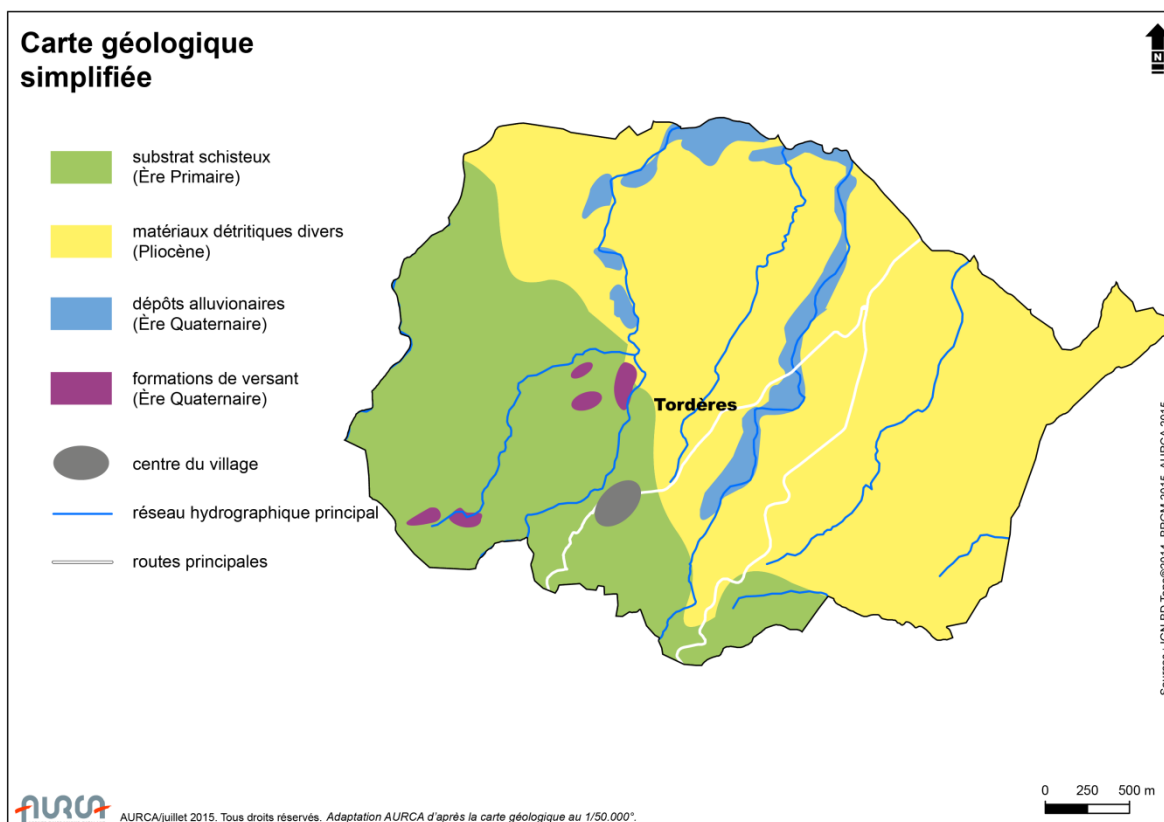 Carte géologique
simplifiée
N
substrat schisteux
(Ère Primaire)
matériaux détritiques divers
(Pliocène)
dépôts alluvionaires
(Ère Quaternaire)
formations de versant
(Ère Quaternaire)
centre du village
réseau hydrographique principal
routes principales
Tordères
0 250 500 m
AURCA
AURCA/juillet 2015. Tous droits réservés. Adaptation AURCA d'après la carte géologique au 1/50.000°.